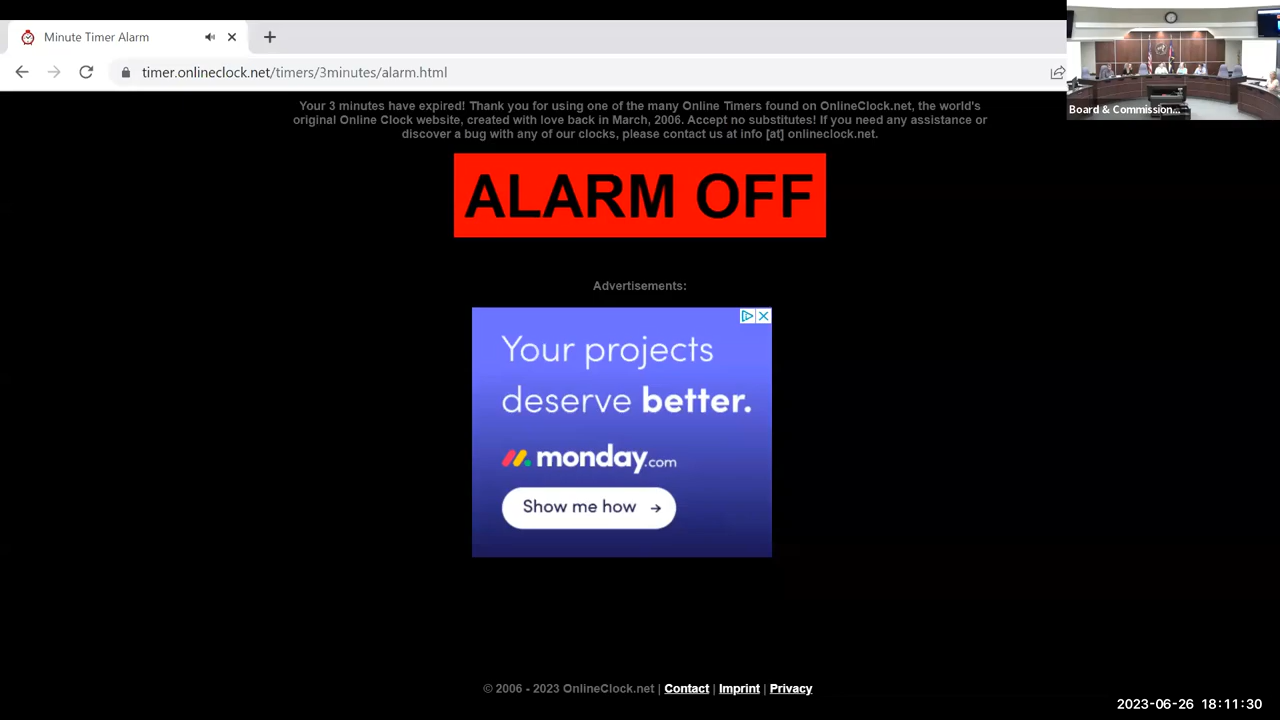 Minute Timer Alarm
timer.onlineclock.net/timers/3minutes/alarm.html
Board & Commission...
Your 3 minutes have expired! Thank you for using one of the many Online Timers found on OnlineClock.net, the world's
original Online Clock website, created with love back in March, 2006. Accept no substitutes! If you need any assistance or
discover a bug with any of our clocks, please contact us at info [at] onlineclock.net.
ALARM OFF
Advertisements:
Your projects
deserve better.
monday.com
Show me how →
© 2006 - 2023 OnlineClock.net | Contact | Imprint | Privacy
2023-06-26 18:11:30